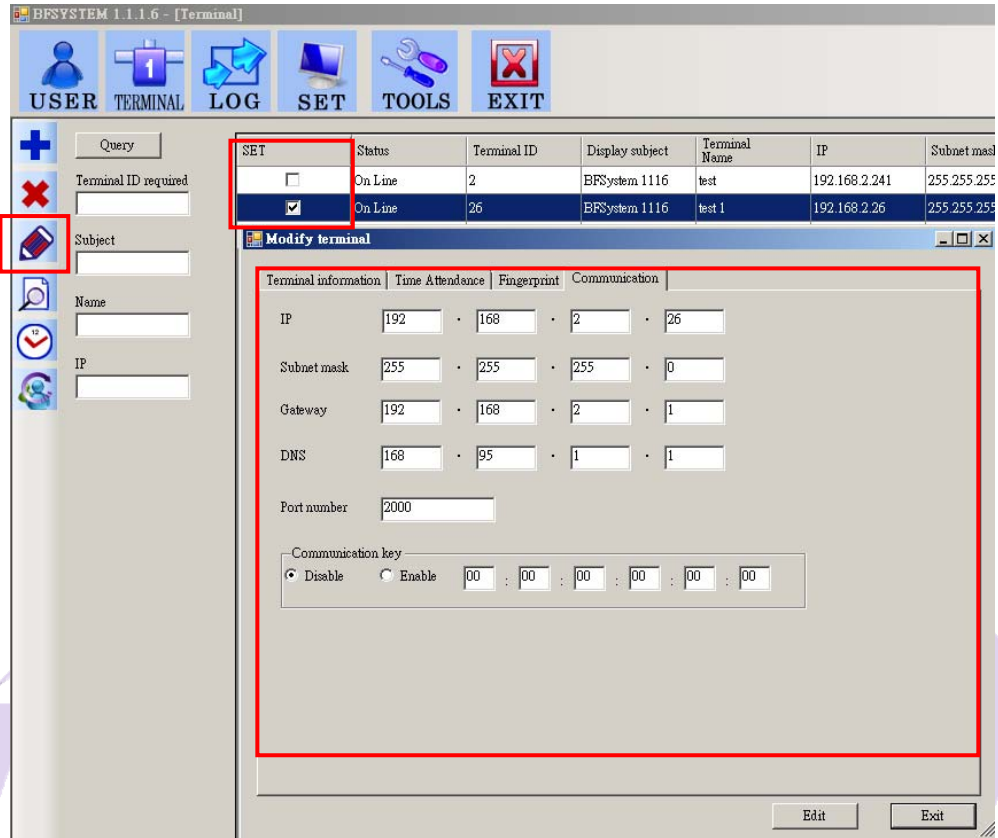 BFSYSTEM 1.1.1.6 - [Terminal]
USER TERMINAL LOG SET TOOLS EXIT
1
Query
Terminal ID required
Subject
Name
IP
12
SET Status Terminal ID Display subject Terminal Name IP Subnet mask
On Line 2 BFSystem 1116 test 192.168.2.241 255.255.255
On Line 26 BFSystem 1116 test 1 192.168.2.26 255.255.255
Modify terminal
Terminal information Time Attendance Fingerprint Communication
IP 192 . 168 . 2 . 26
Subnet mask 255 . 255 . 255 . 0
Gateway 192 . 168 . 2 . 1
DNS 168 . 95 . 1 . 1
Port number 2000
Communication key
Disable Enable 00 : 00 : 00 : 00 : 00 : 00
Edit Exit